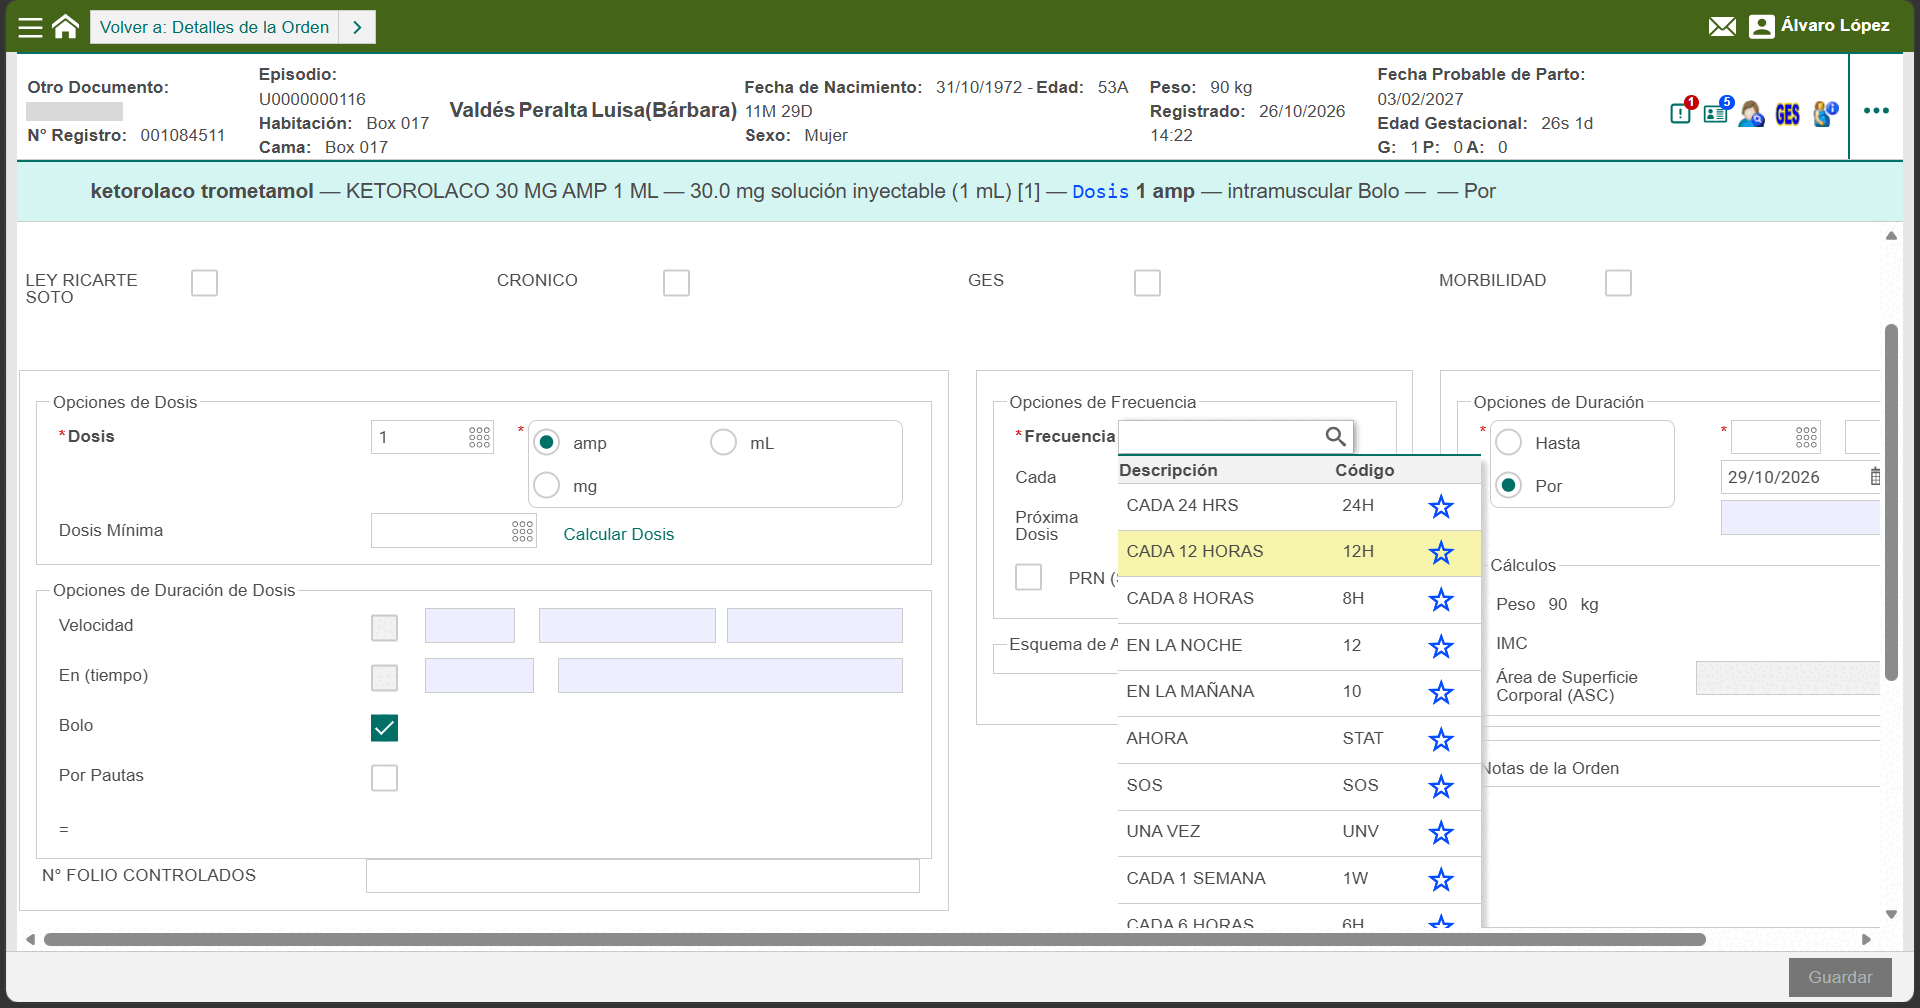 Volver a: Detalles de la Orden
Álvaro López
Otro Documento:
N° Registro: 001084511
Episodio:
U0000000116
Habitación: Box 017
Cama: Box 017
Valdés Peralta Luisa(Bárbara)
Fecha de Nacimiento: 31/10/1972 - Edad: 53A
11M 29D
Sexo: Mujer
Peso: 90 kg
Registrado: 26/10/2026
14:22
Fecha Probable de Parto:
03/02/2027
Edad Gestacional: 26s 1d
G: 1 P: 0 A: 0
1
5
GES
ketorolaco trometamol — KETOROLACO 30 MG AMP 1 ML — 30.0 mg solución inyectable (1 mL) [1] — Dosis 1 amp — intramuscular Bolo — — Por
LEY RICARTE
SOTO
CRONICO
GES
MORBILIDAD
Opciones de Dosis
*Dosis
1
*
amp
mL
mg
Dosis Mínima
Calcular Dosis
Opciones de Duración de Dosis
Velocidad
En (tiempo)
Bolo
Por Pautas
=
N° FOLIO CONTROLADOS
Opciones de Frecuencia
*Frecuencia
Cada
Próxima
Dosis
PRN (
Esquema de A
Descripción Código
CADA 24 HRS 24H
CADA 12 HORAS 12H
CADA 8 HORAS 8H
EN LA NOCHE 12
EN LA MAÑANA 10
AHORA STAT
SOS SOS
UNA VEZ UNV
CADA 1 SEMANA 1W
CADA 6 HORAS 6H
Opciones de Duración
*
Hasta
Por
*
29/10/2026
Cálculos
Peso 90 kg
IMC
Área de Superficie
Corporal (ASC)
Notas de la Orden
Guardar